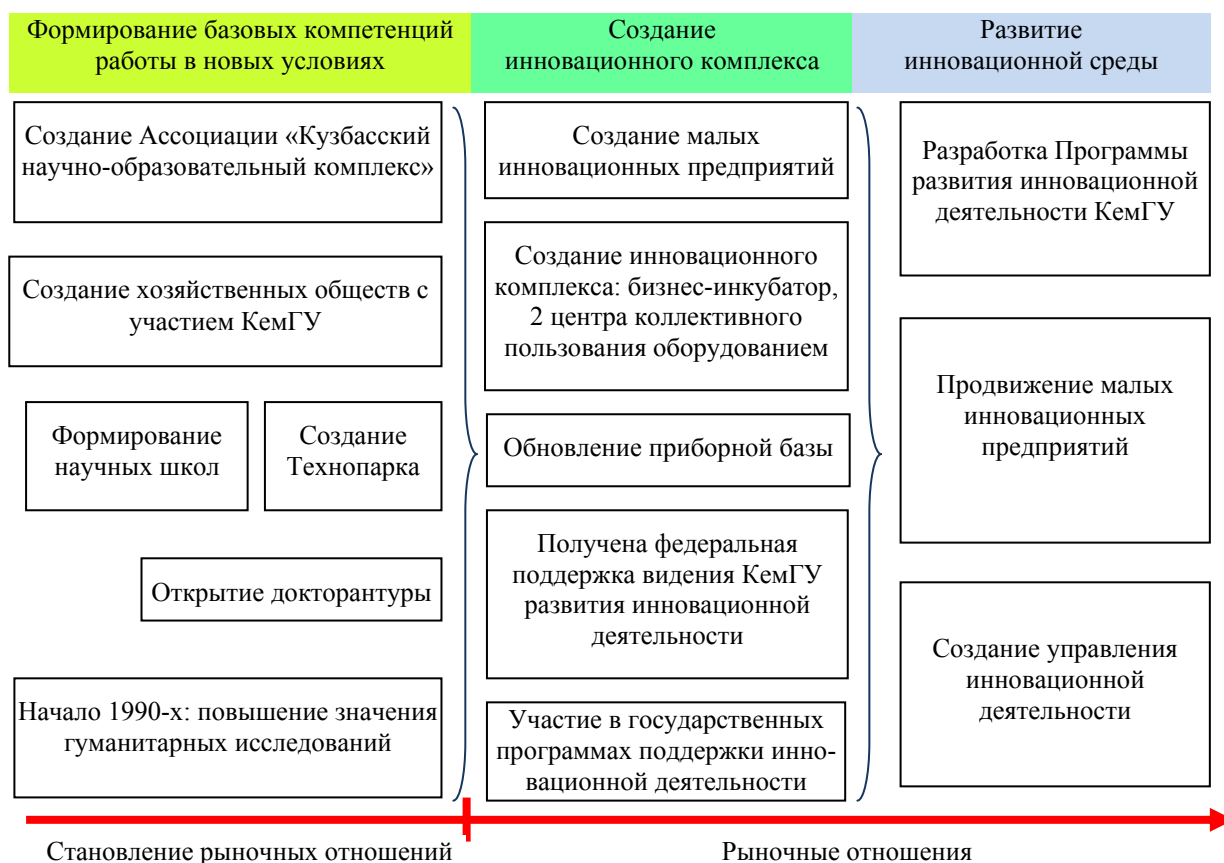 Формирование базовых компетенций
работы в новых условиях
Создание
инновационного комплекса
Развитие
инновационной среды
Создание Ассоциации «Кузбасский
научно-образовательный комплекс»
Создание хозяйственных обществ с
участием КемГУ
Формирование
научных школ
Создание
Технопарка
Открытие докторантуры
Начало 1990-х: повышение значения
гуманитарных исследований
Создание малых
инновационных предприятий
Создание инновационного
комплекса: бизнес-инкубатор,
2 центра коллективного
пользования оборудованием
Обновление приборной базы
Получена федеральная
поддержка видения КемГУ
развития инновационной
деятельности
Участие в государственных
программах поддержки инно-
вационной деятельности
Разработка Программы
развития инновационной
деятельности КемГУ
Продвижение малых
инновационных
предприятий
Создание управления
инновационной
деятельности
Становление рыночных отношений
Рыночные отношения